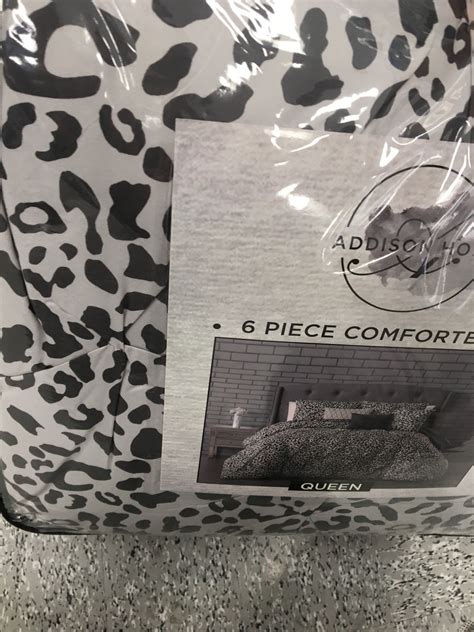 ADDISON HO
• 6 PIECE COMFORTE
QUEEN